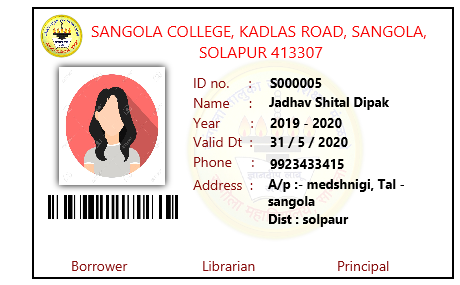 SANGOLA COLLEGE, KADLAS ROAD, SANGOLA,
SOLAPUR 413307
ID no. : S000005
Name : Jadhav Shital Dipak
Year : 2019 - 2020
Valid Dt : 31 / 5 / 2020
Phone : 9923433415
Address : A/p :- medshnigi, Tal -
sangola
Dist : solpaur
Borrower Librarian Principal